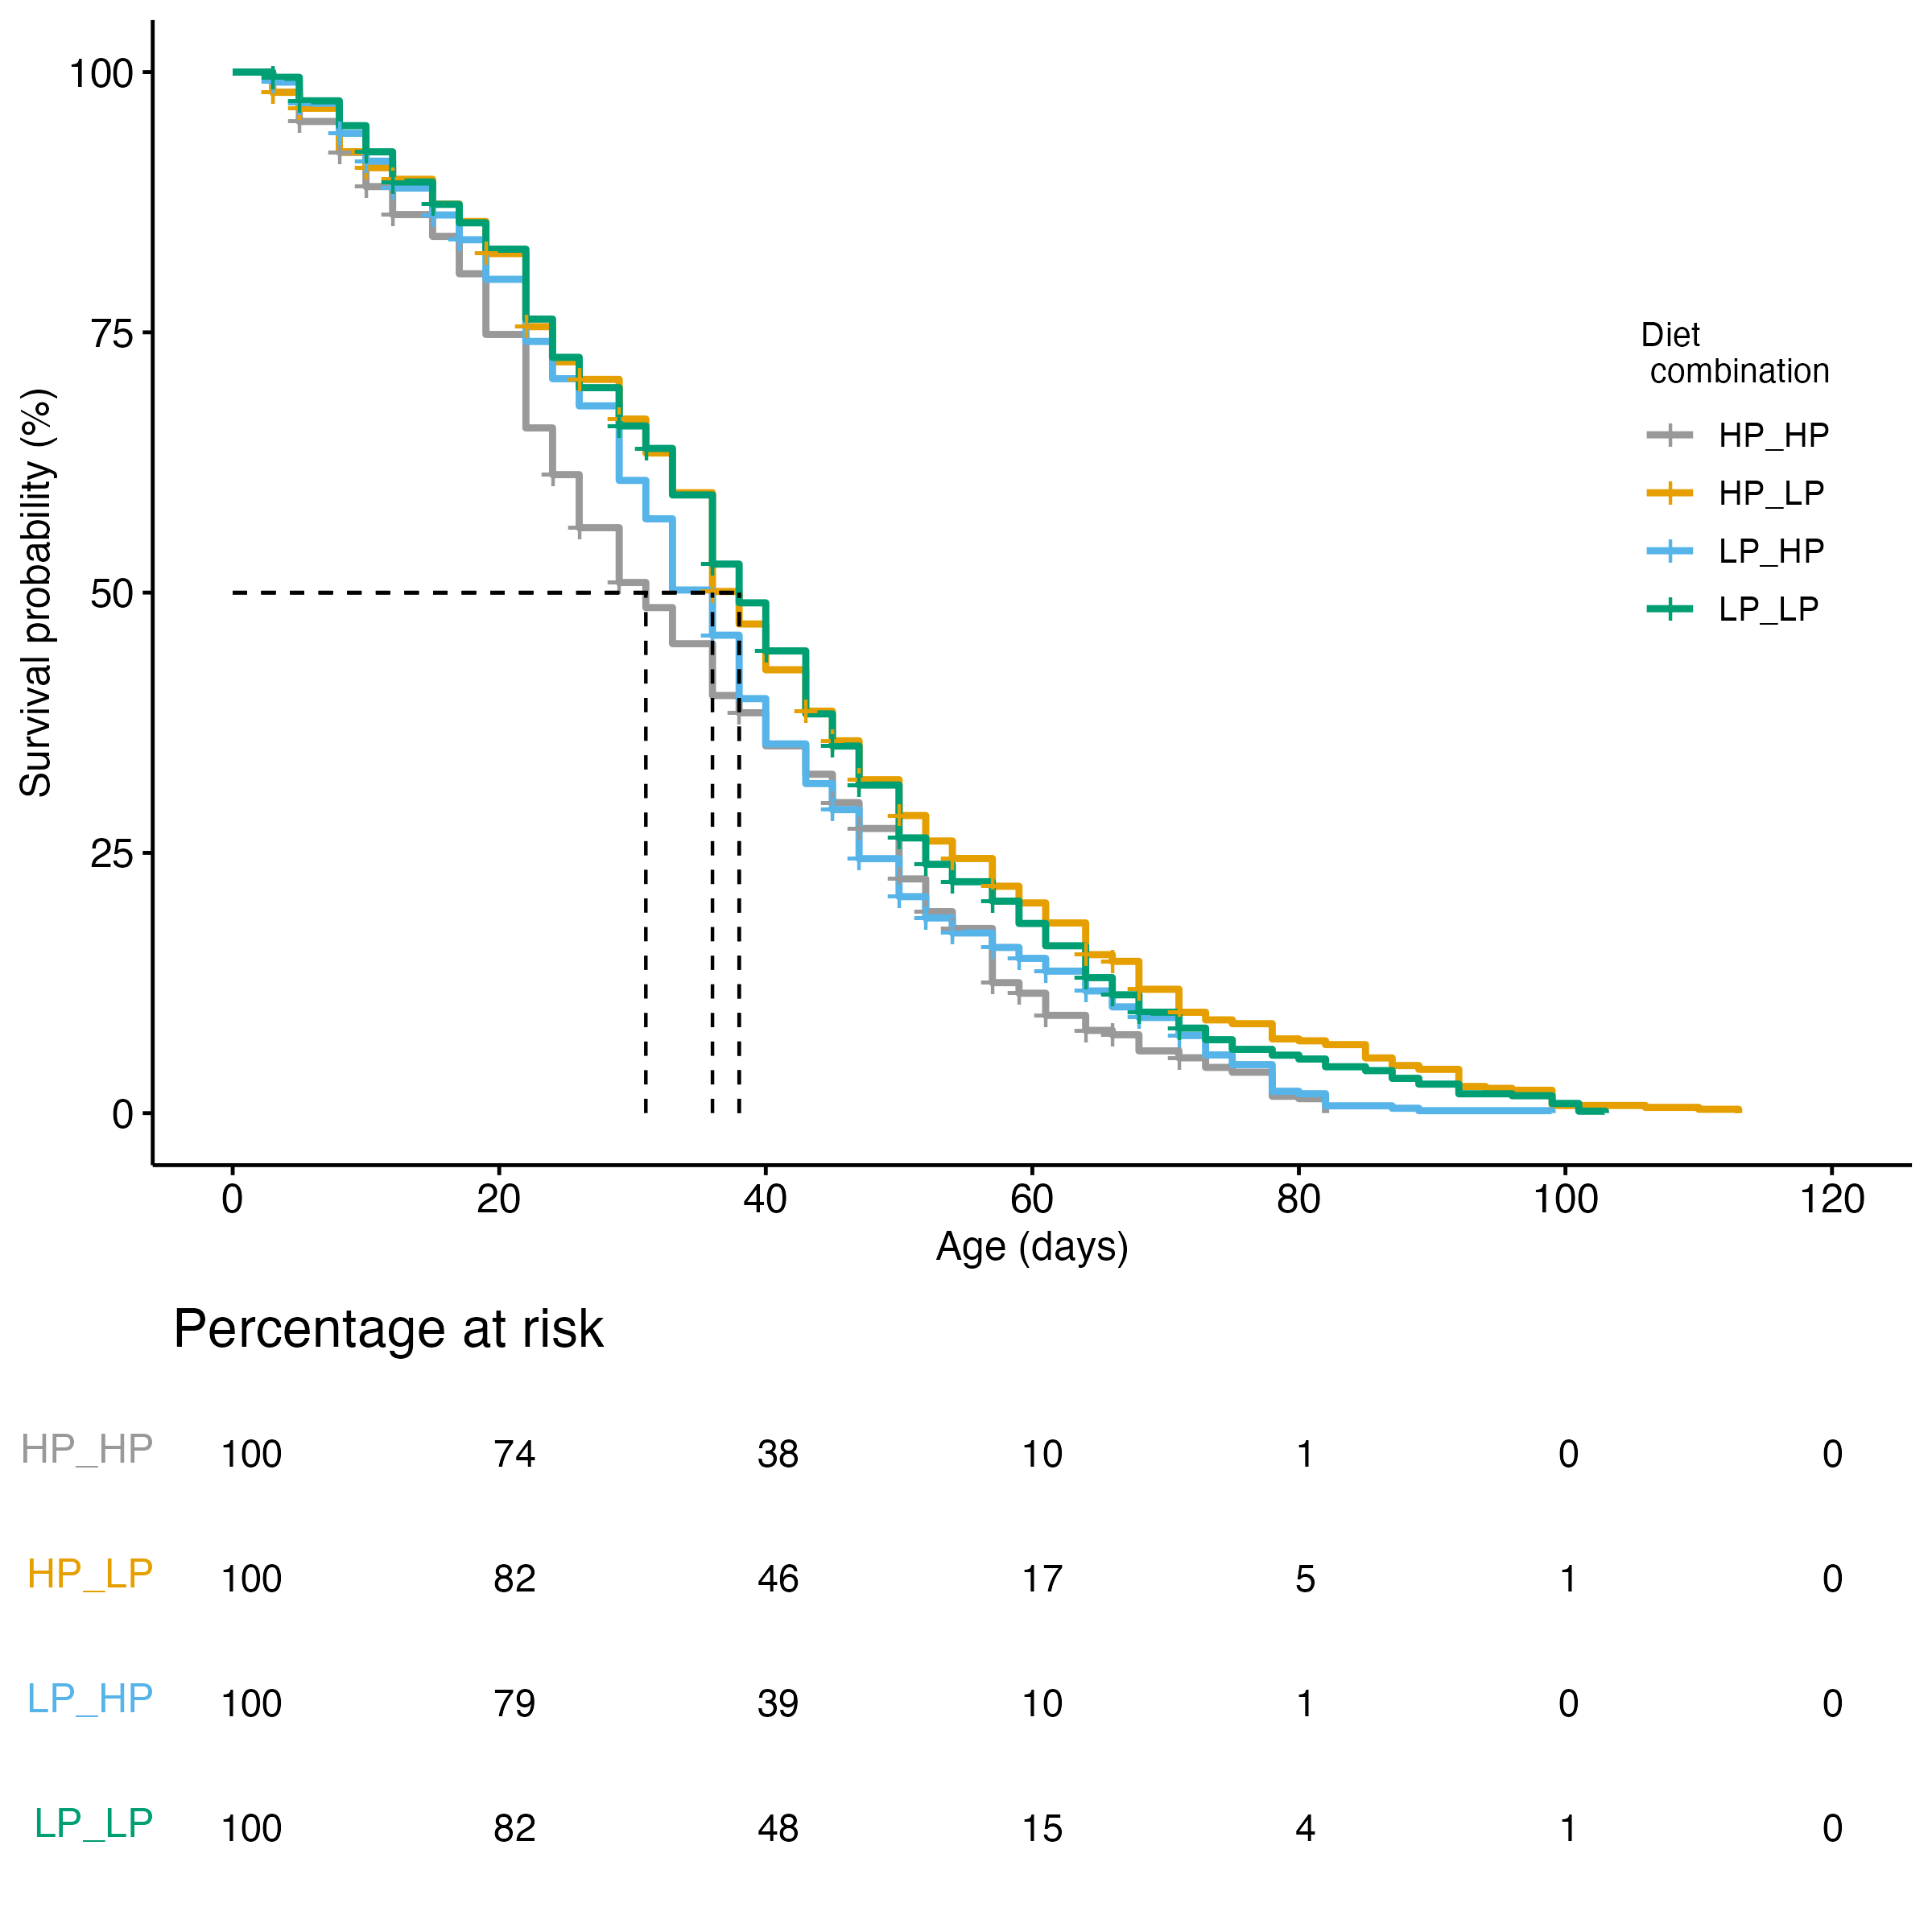 100
75
50
25
0
Survival probability (%)
Diet
combination
HP_HP
HP_LP
LP_HP
LP_LP
0 20 40 60 80 100 120
Age (days)
Percentage at risk
HP_HP 100 74 38 10 1 0 0
HP_LP 100 82 46 17 5 1 0
LP_HP 100 79 39 10 1 0 0
LP_LP 100 82 48 15 4 1 0